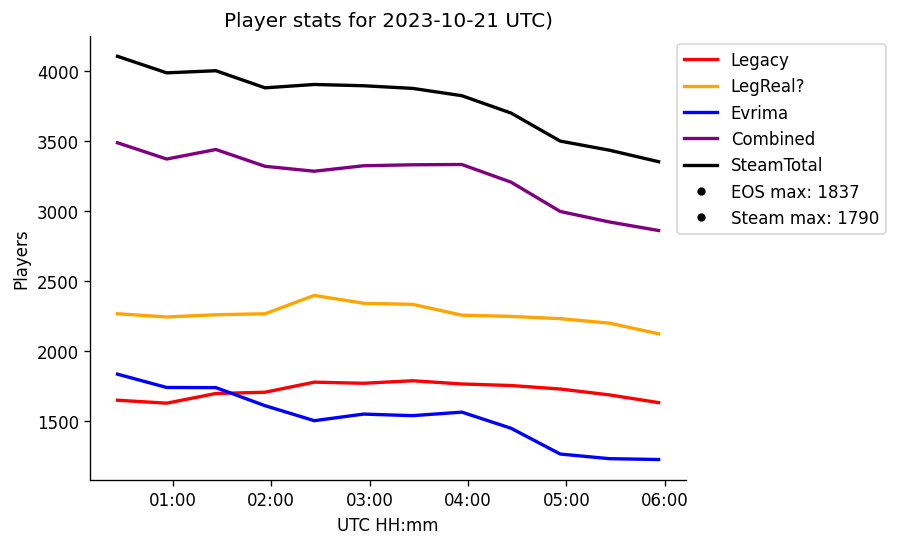 Player stats for 2023-10-21 UTC)
Legacy
LegReal?
Evrima
Combined
SteamTotal
EOS max: 1837
Steam max: 1790
Players
4000
3500
3000
2500
2000
1500
01:00 02:00 03:00 04:00 05:00 06:00
UTC HH:mm